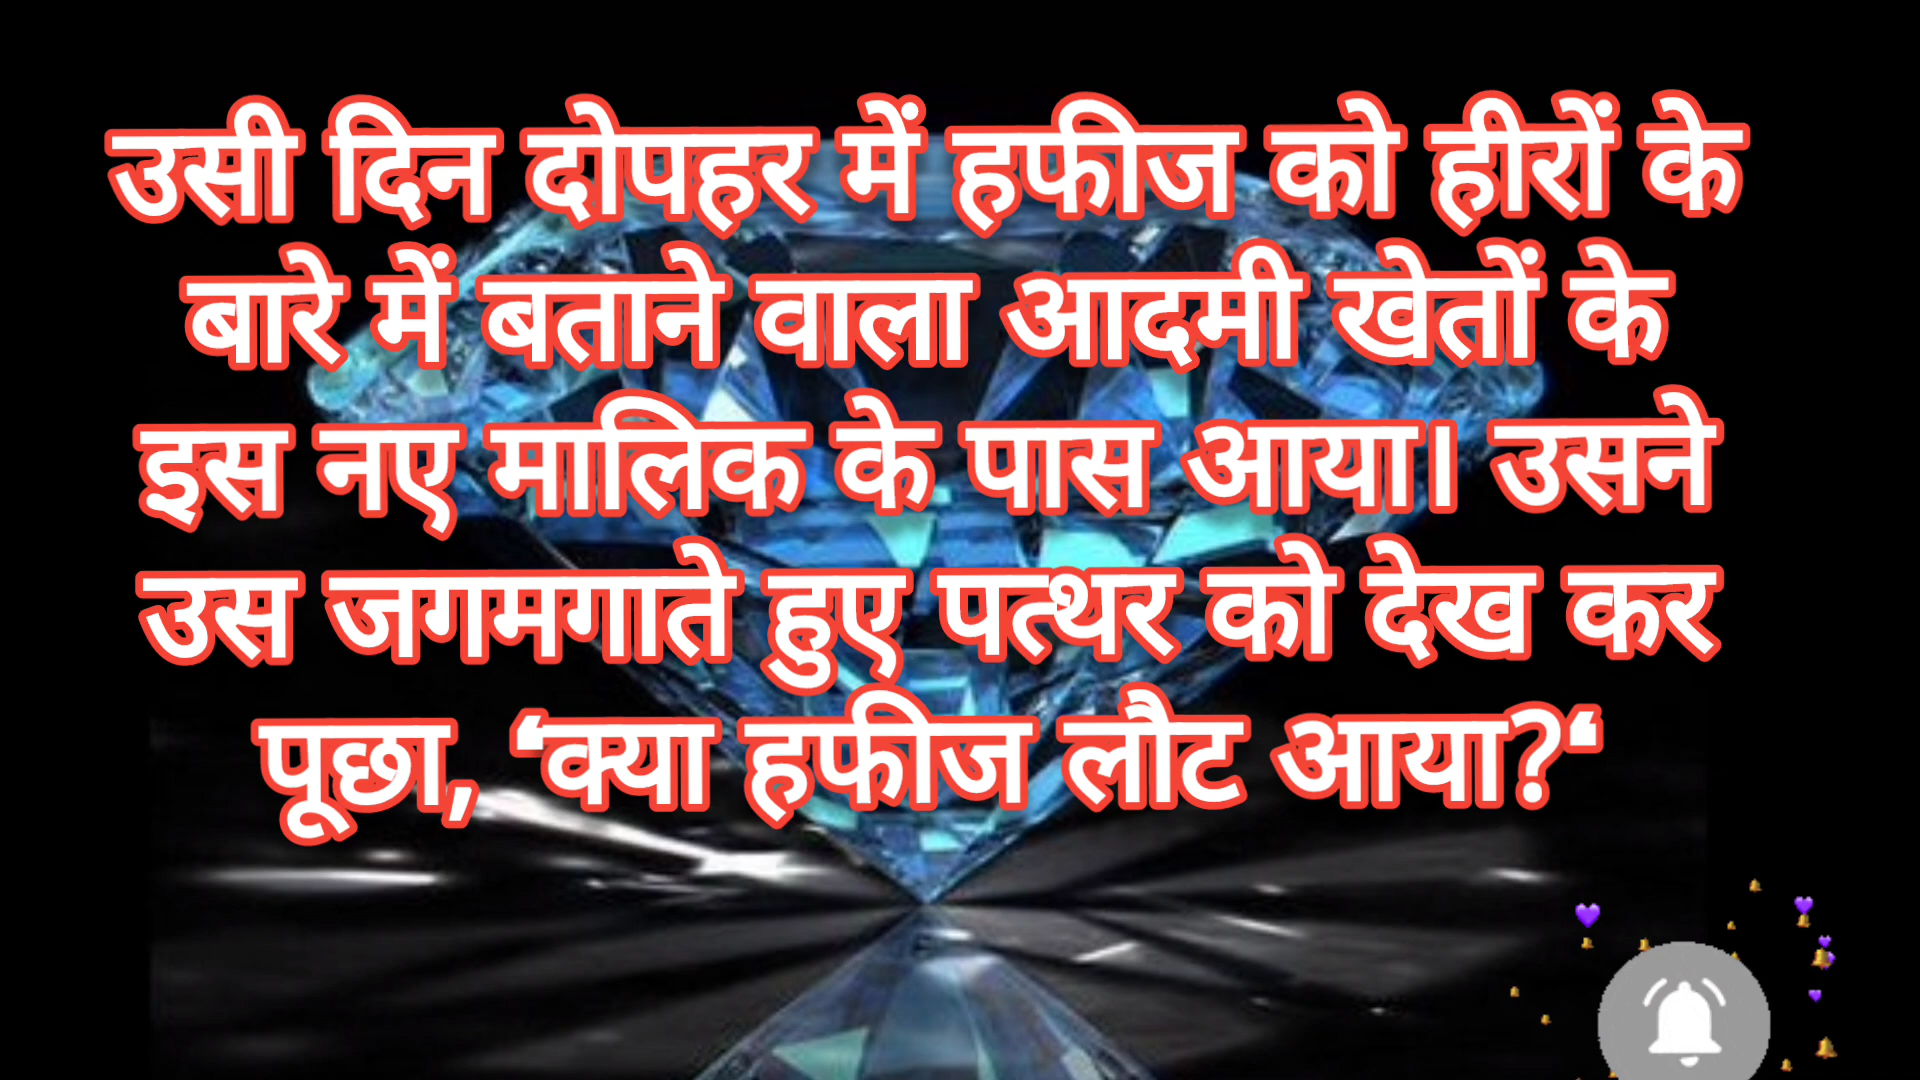 उसी दिन दोपहर में हफीज को हीरों के
बारे में बताने वाला आदमी खेतों के
इस नए मालिक के पास आया। उसने
उस जगमगाते हुए पत्थर को देख कर
पूछा, ‘क्या हफीज लौट आया?‘